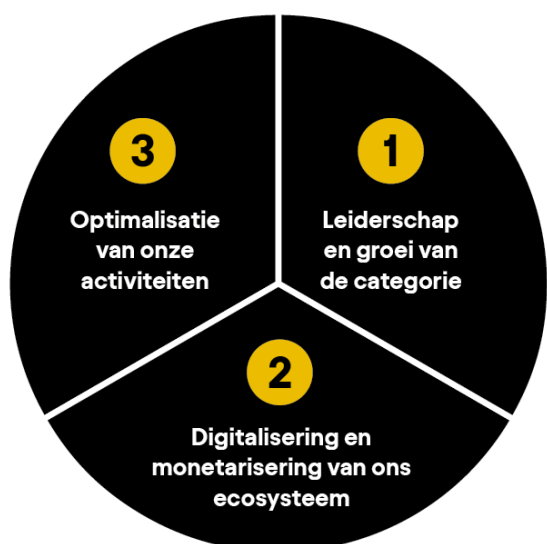 1
Leiderschap
en groei van
de categorie
2
Digitalisering en
monetarisering van ons
ecosysteem
3
Optimalisatie
van onze
activiteiten